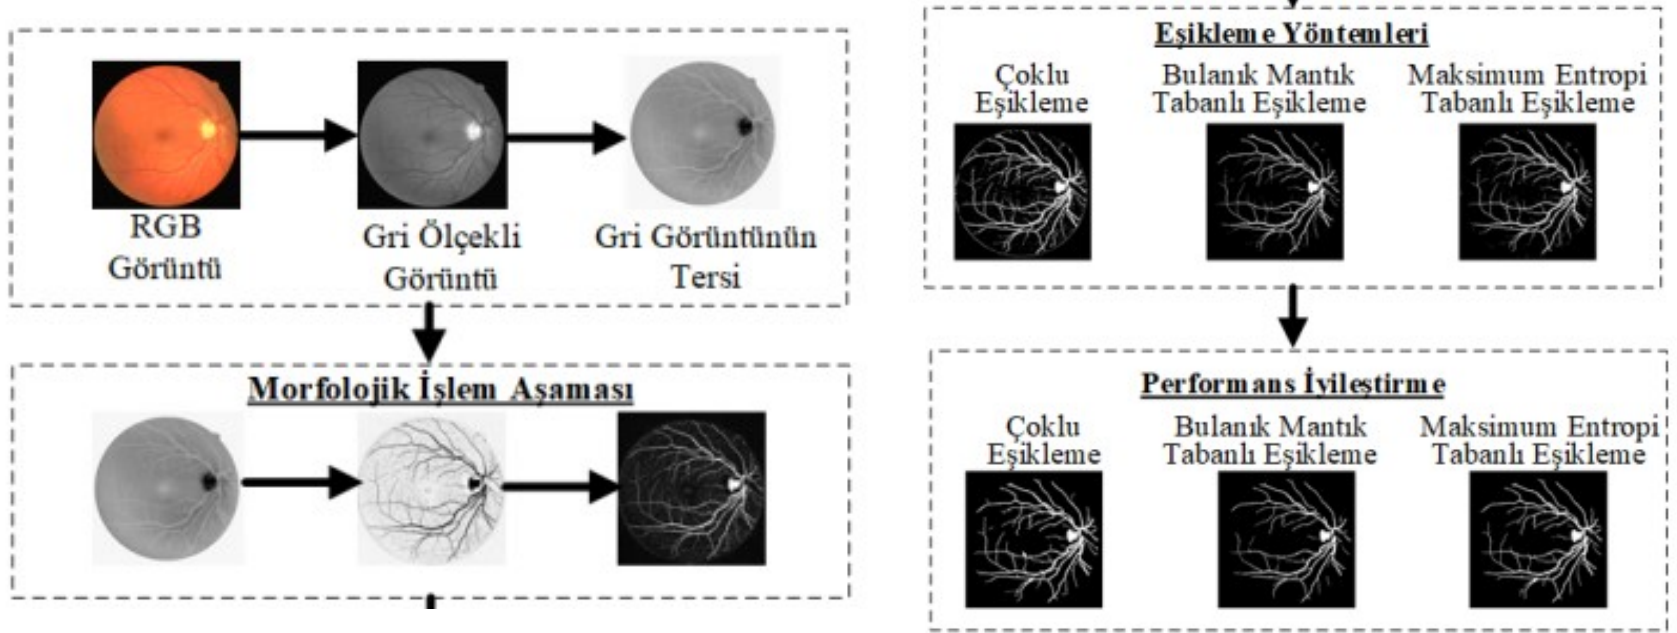 RGB
Görüntü
Gri Ölçekli
Görüntü
Gri Görüntünün
Tersi
Morfolojik İşlem Aşaması
Eşikleme Yöntemleri
Çoklu
Eşikleme
Bulanık Mantık
Tabanlı Eşikleme
Maksimum Entropi
Tabanlı Eşikleme
Performans İyileştirme
Çoklu
Eşikleme
Bulanık Mantık
Tabanlı Eşikleme
Maksimum Entropi
Tabanlı Eşikleme